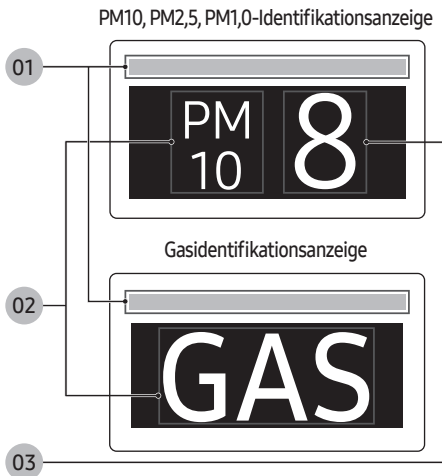 PM10, PM2,5, PM1,0-Identifikationsanzeige
01
PM
10
8
Gasidentifikationsanzeige
02
GAS
03